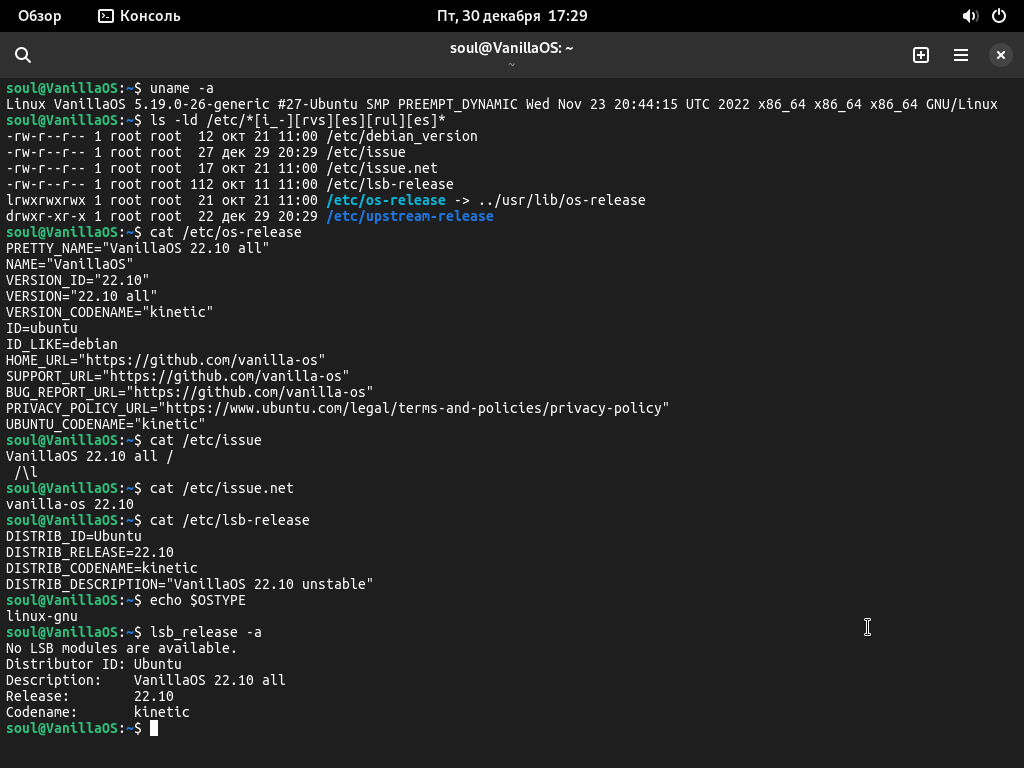 Обзор Консоль Пт, 30 декабря 17:29
soul@VanillaOS: ~
~
soul@VanillaOS:~$ uname -a
Linux VanillaOS 5.19.0-26-generic #27-Ubuntu SMP PREEMPT_DYNAMIC Wed Nov 23 20:44:15 UTC 2022 x86_64 x86_64 x86_64 GNU/Linux
soul@VanillaOS:~$ ls -ld /etc/*[i_-][rvs][es][rul][es]*
-rw-r--r-- 1 root root  12 окт 21 11:00 /etc/debian_version
-rw-r--r-- 1 root root  27 дек 29 20:29 /etc/issue
-rw-r--r-- 1 root root  17 окт 21 11:00 /etc/issue.net
-rw-r--r-- 1 root root 112 окт 11 11:00 /etc/lsb-release
lrwxrwxrwx 1 root root  21 окт 21 11:00 /etc/os-release -> ../usr/lib/os-release
drwxr-xr-x 1 root root  22 дек 29 20:29 /etc/upstream-release
soul@VanillaOS:~$ cat /etc/os-release
PRETTY_NAME="VanillaOS 22.10 all"
NAME="VanillaOS"
VERSION_ID="22.10"
VERSION="22.10 all"
VERSION_CODENAME="kinetic"
ID=ubuntu
ID_LIKE=debian
HOME_URL="https://github.com/vanilla-os"
SUPPORT_URL="https://github.com/vanilla-os"
BUG_REPORT_URL="https://github.com/vanilla-os"
PRIVACY_POLICY_URL="https://www.ubuntu.com/legal/terms-and-policies/privacy-policy"
UBUNTU_CODENAME="kinetic"
soul@VanillaOS:~$ cat /etc/issue
VanillaOS 22.10 all /
 /\l
soul@VanillaOS:~$ cat /etc/issue.net
vanilla-os 22.10
soul@VanillaOS:~$ cat /etc/lsb-release
DISTRIB_ID=Ubuntu
DISTRIB_RELEASE=22.10
DISTRIB_CODENAME=kinetic
DISTRIB_DESCRIPTION="VanillaOS 22.10 unstable"
soul@VanillaOS:~$ echo $OSTYPE
linux-gnu
soul@VanillaOS:~$ lsb_release -a
No LSB modules are available.
Distributor ID: Ubuntu
Description:    VanillaOS 22.10 all
Release:        22.10
Codename:       kinetic
soul@VanillaOS:~$